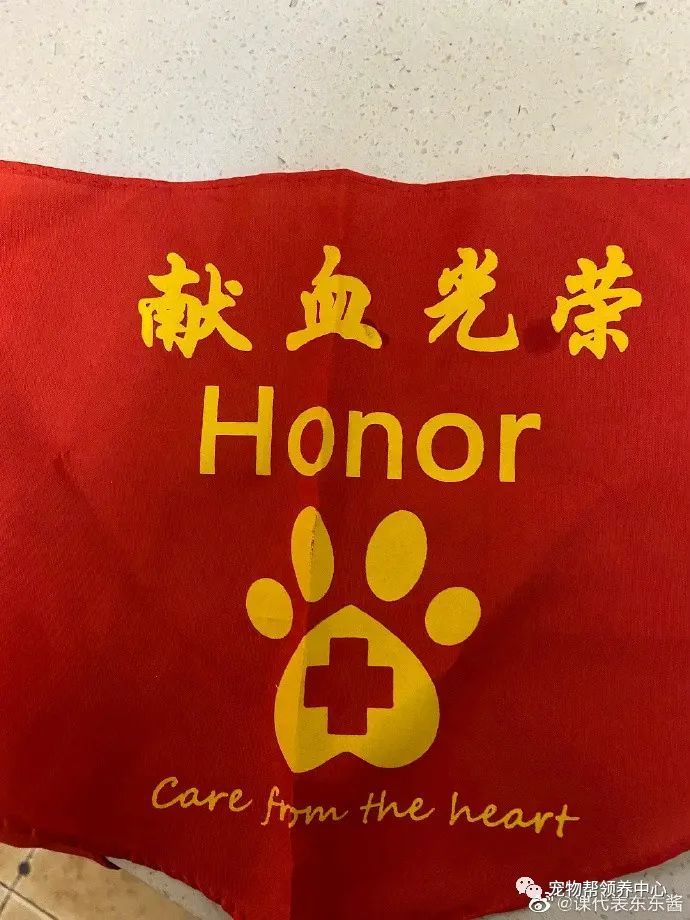 献血光荣
Honor
Care from the heart
宠物帮领养中心
@课代表东东酱